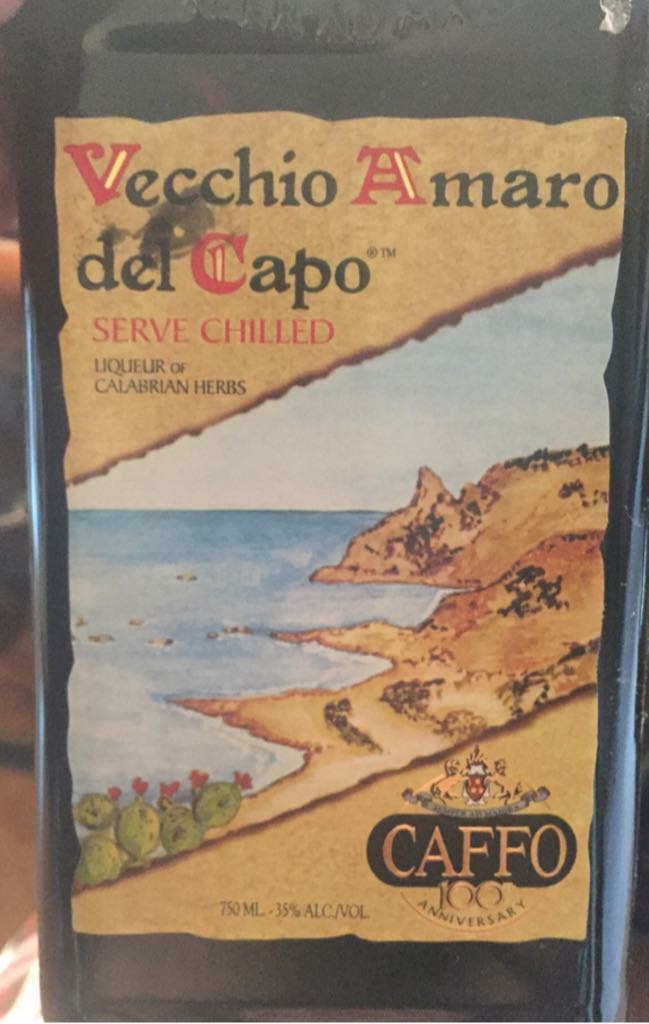 Vecchio Amaro
del Capo®™
SERVE CHILLED
LIQUEUR OF
CALABRIAN HERBS
CAFFO
100
ANNIVERSARY
750 ML - 35% ALC./VOL.